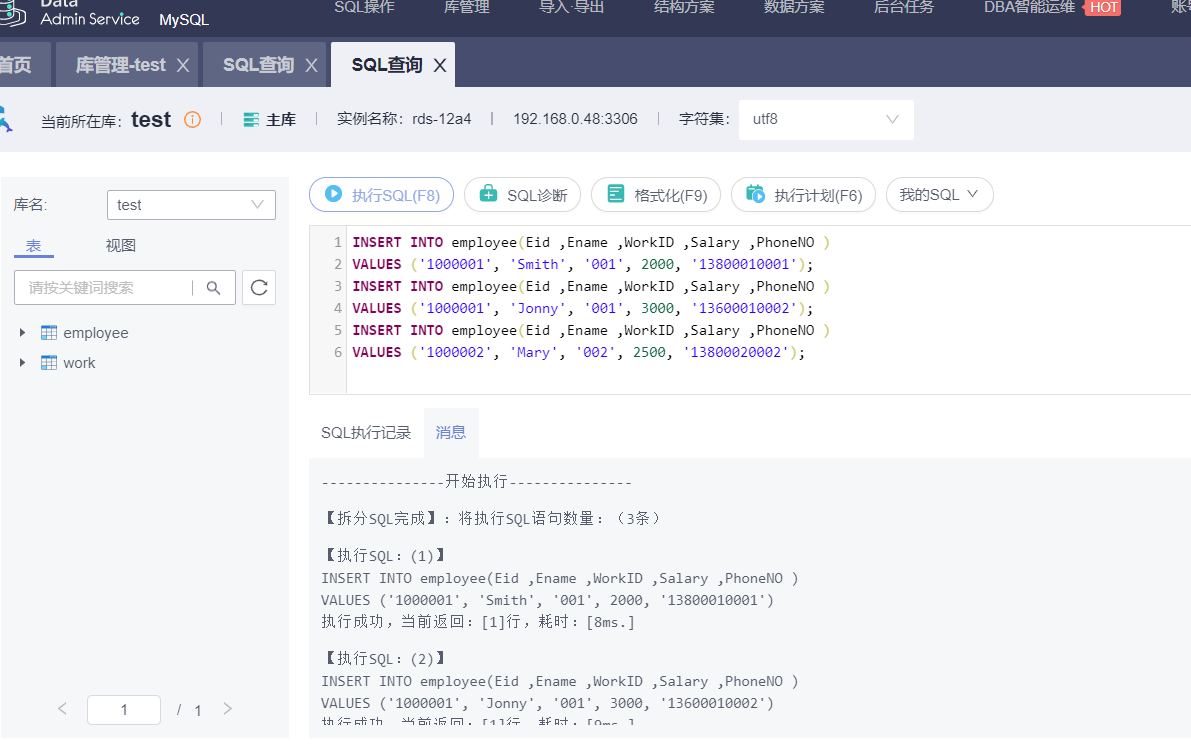 Data
Admin Service MySQL
SQL操作 库管理 导入·导出 结构方案 数据方案 后台任务 DBA智能运维 HOT
首页 库管理-test SQL查询 SQL查询
当前所在库: test 主库 实例名称: rds-12a4 192.168.0.48:3306 字符集: utf8
库名: test
表 视图
请按关键词搜索
employee
work
1 / 1
执行SQL(F8) SQL诊断 格式化(F9) 执行计划(F6) 我的SQL
1 INSERT INTO employee(Eid ,Ename ,WorkID ,Salary ,PhoneNO )
2 VALUES ('1000001', 'Smith', '001', 2000, '13800010001');
3 INSERT INTO employee(Eid ,Ename ,WorkID ,Salary ,PhoneNO )
4 VALUES ('1000001', 'Jonny', '001', 3000, '13600010002');
5 INSERT INTO employee(Eid ,Ename ,WorkID ,Salary ,PhoneNO )
6 VALUES ('1000002', 'Mary', '002', 2500, '13800020002');
SQL执行记录 消息
---------------开始执行---------------
【拆分SQL完成】:将执行SQL语句数量:（3条）
【执行SQL:(1)】
INSERT INTO employee(Eid ,Ename ,WorkID ,Salary ,PhoneNO )
VALUES ('1000001', 'Smith', '001', 2000, '13800010001')
执行成功，当前返回：[1]行，耗时：[8ms.]
【执行SQL:(2)】
INSERT INTO employee(Eid ,Ename ,WorkID ,Salary ,PhoneNO )
VALUES ('1000001', 'Jonny', '001', 3000, '13600010002')
执行成功，当前返回：[1]行，耗时：[9ms.]